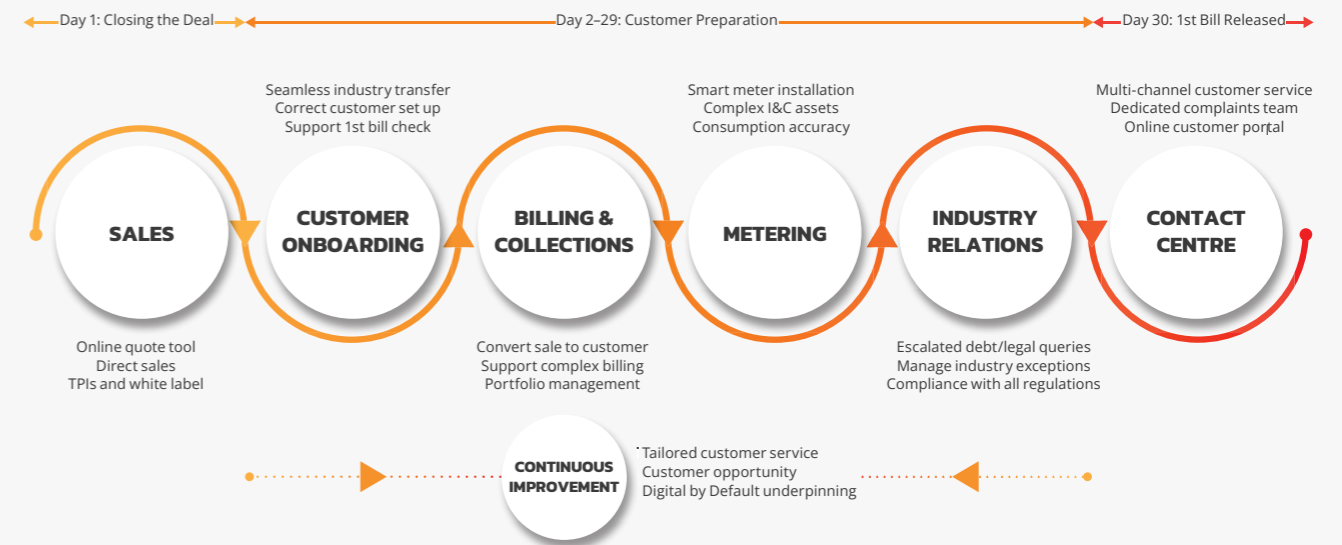 Day 1: Closing the Deal
Day 2–29: Customer Preparation
Day 30: 1st Bill Released
Seamless industry transfer
Correct customer set up
Support 1st bill check
Smart meter installation
Complex I&C assets
Consumption accuracy
Multi-channel customer service
Dedicated complaints team
Online customer portal
SALES
CUSTOMER
ONBOARDING
BILLING &
COLLECTIONS
METERING
INDUSTRY
RELATIONS
CONTACT
CENTRE
Online quote tool
Direct sales
TPIs and white label
Convert sale to customer
Support complex billing
Portfolio management
Escalated debt/legal queries
Manage industry exceptions
Compliance with all regulations
CONTINUOUS
IMPROVEMENT
Tailored customer service
Customer opportunity
Digital by Default underpinning